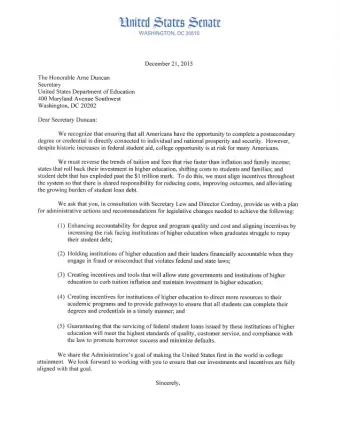 United States Senate
WASHINGTON, DC 20510
December 21, 2015
The Honorable Arne Duncan
Secretary
United States Department of Education
400 Maryland Avenue Southwest
Washington, DC 20202
Dear Secretary Duncan:
We recognize that ensuring that all Americans have the opportunity to complete a postsecondary
degree or credential is directly connected to individual and national prosperity and security. However,
despite historic increases in federal student aid, college opportunity is at risk for many Americans.
We must reverse the trends of tuition and fees that rise faster than inflation and family income;
states that roll back their investment in higher education, shifting costs to students and families; and
student debt that has exploded past the $1 trillion mark. To do this, we must align incentives throughout
the system so that there is shared responsibility for reducing costs, improving outcomes, and alleviating
the growing burden of student loan debt.
We ask that you, in consultation with Secretary Lew and Director Cordray, provide us with a plan
for administrative actions and recommendations for legislative changes needed to achieve the following:
(1) Enhancing accountability for degree and program quality and cost and aligning incentives by
increasing the risk facing institutions of higher education when graduates struggle to repay
their student debt;
(2) Holding institutions of higher education and their leaders financially accountable when they
engage in fraud or misconduct that violates federal and state laws;
(3) Creating incentives and tools that will allow state governments and institutions of higher
education to curb tuition inflation and maintain investment in higher education;
(4) Creating incentives for institutions of higher education to direct more resources to their
academic programs and to provide pathways to ensure that all students can complete their
degrees and credentials in a timely manner; and
(5) Guaranteeing that the servicing of federal student loans issued by these institutions of higher
education will meet the highest standards of quality, customer service, and compliance with
the law to promote borrower success and minimize defaults.
We share the Administration's goal of making the United States first in the world in college
attainment. We look forward to working with you to ensure that our investments and incentives are fully
aligned with that goal.
Sincerely,